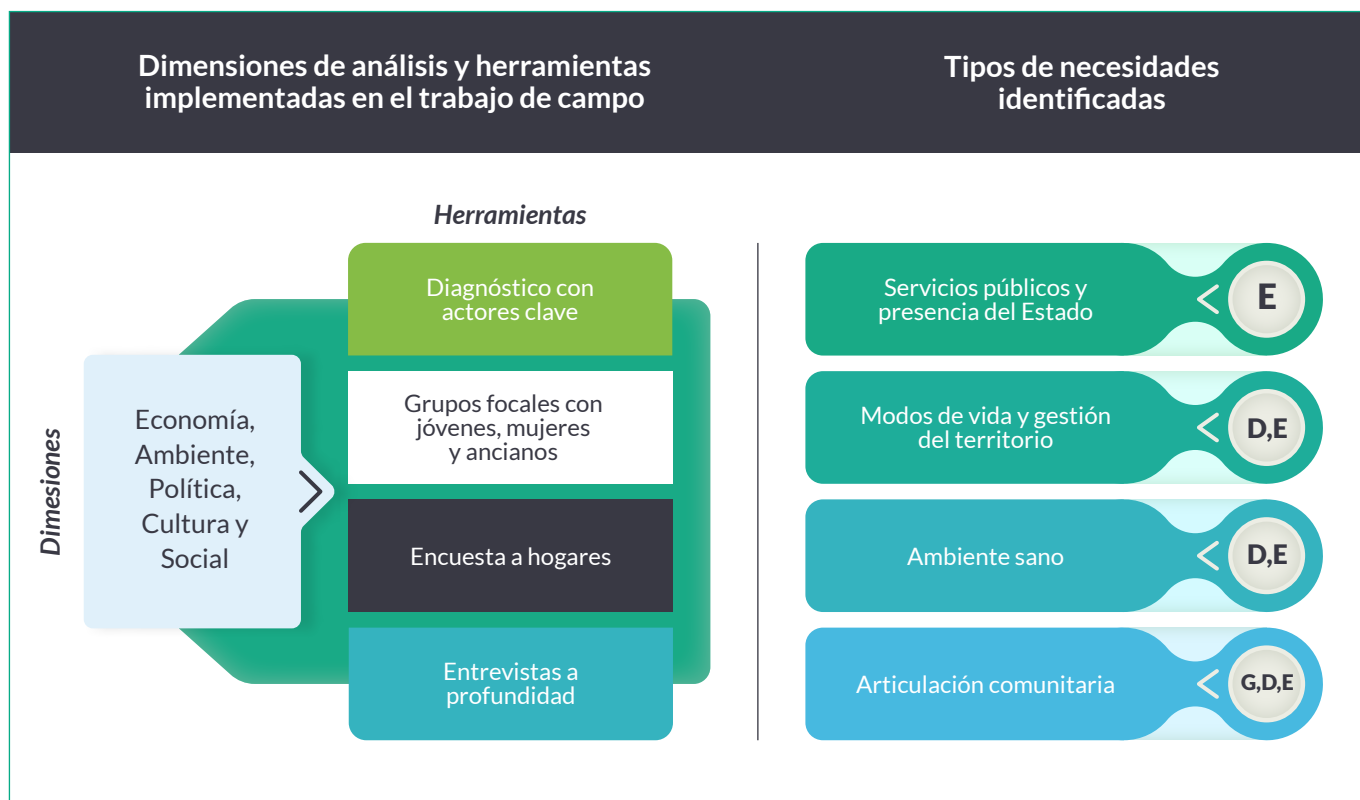 Dimensiones de análisis y herramientas
implementadas en el trabajo de campo
Tipos de necesidades
identificadas
Herramientas
Dimesiones
Economía,
Ambiente,
Política,
Cultura y
Social
Diagnóstico con
actores clave
Grupos focales con
jóvenes, mujeres
y ancianos
Encuesta a hogares
Entrevistas a
profundidad
Servicios públicos y
presencia del Estado
E
Modos de vida y gestión
del territorio
D,E
Ambiente sano
D,E
Articulación comunitaria
G,D,E